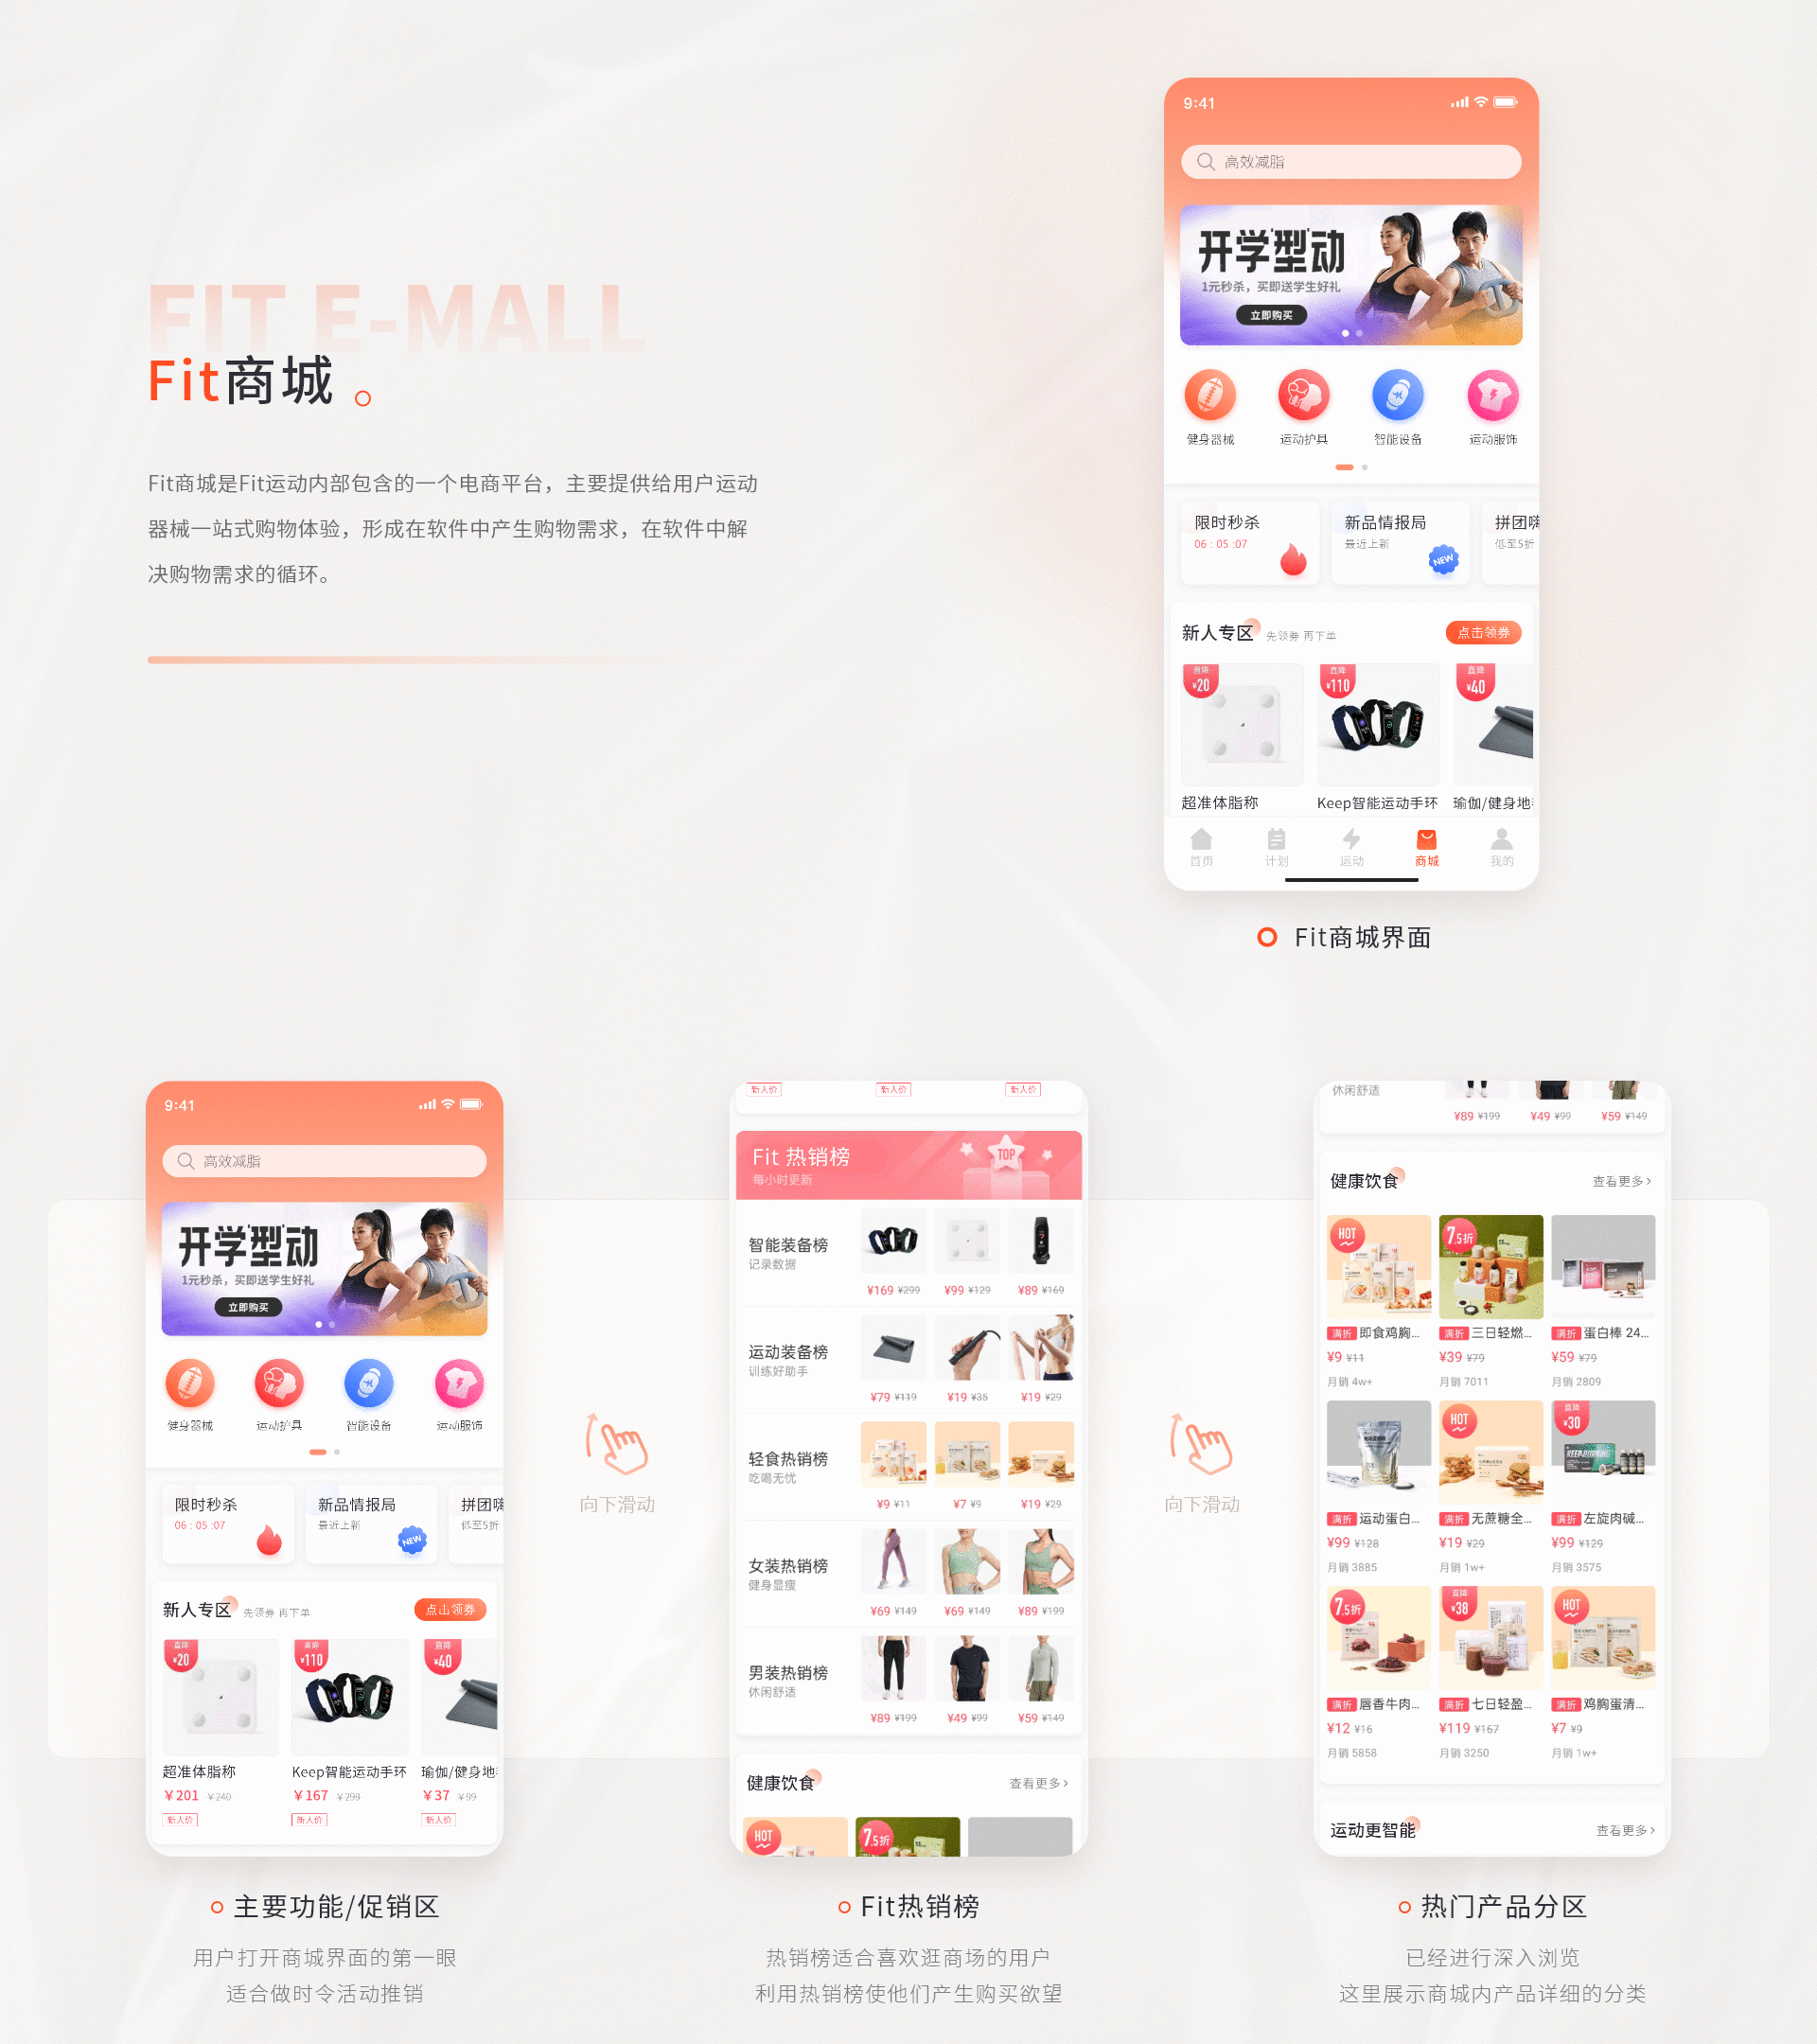 FIT E-MALL
Fit商城
Fit商城是Fit运动内部包含的一个电商平台，主要提供给用户运动
器械一站式购物体验，形成在软件中产生购物需求，在软件中解
决购物需求的循环。
9:41
高效减脂
开学'型'动
1元秒杀，买即送学生好礼
立即购买
健身器械 运动护具 智能设备 运动服饰
限时秒杀 新品情报局 拼团嗨
06 : 05 :07 最近上新 低至5折
NEW
新人专区 先领券 再下单 点击领券
直降 直降 直降
¥20 ¥110 ¥40
超准体脂称 Keep智能运动手环 瑜伽/健身地
首页 计划 运动 商城 我的
Fit商城界面
9:41
高效减脂
开学'型'动
1元秒杀，买即送学生好礼
立即购买
健身器械 运动护具 智能设备 运动服饰
限时秒杀 新品情报局 拼团嗨
06 : 05 :07 最近上新 低至5折
NEW
新人专区 先领券 再下单 点击领券
直降 直降 直降
¥20 ¥110 ¥40
超准体脂称 Keep智能运动手环 瑜伽/健身地
¥201 ¥240 ¥167 ¥299 ¥37 ¥99
新人价 新人价 新人价
主要功能/促销区
用户打开商城界面的第一眼
适合做时令活动推销
向下滑动
新人价 新人价 新人价
Fit 热销榜
每小时更新
TOP
智能装备榜
记录数据
¥169 ¥299 ¥99 ¥129 ¥89 ¥169
运动装备榜
训练好助手
¥79 ¥119 ¥19 ¥35 ¥19 ¥29
轻食热销榜
吃喝无忧
¥9 ¥11 ¥7 ¥9 ¥19 ¥29
女装热销榜
健身显瘦
¥69 ¥149 ¥69 ¥149 ¥89 ¥199
男装热销榜
休闲舒适
¥89 ¥199 ¥49 ¥99 ¥59 ¥149
健康饮食 查看更多
HOT 7.5折
Fit热销榜
热销榜适合喜欢逛商场的用户
利用热销榜使他们产生购买欲望
向下滑动
休闲舒适
¥89 ¥199 ¥49 ¥99 ¥59 ¥149
健康饮食 查看更多
HOT 7.5折
满折 即食鸡胸... 满折 三日轻燃... 满折 蛋白棒 24...
¥9 ¥11 ¥39 ¥79 ¥59 ¥79
月销 4w+ 月销 7011 月销 2809
HOT 直降 ¥30
满折 运动蛋白... 满折 无蔗糖全... 满折 左旋肉碱...
¥99 ¥128 ¥19 ¥29 ¥99 ¥129
月销 3885 月销 1w+ 月销 3575
7.5折 直降 ¥38 HOT
满折 唇香牛肉... 满折 七日轻盈... 满折 鸡胸蛋清...
¥12 ¥16 ¥119 ¥167 ¥7 ¥9
月销 5858 月销 3250 月销 1w+
运动更智能 查看更多
热门产品分区
已经进行深入浏览
这里展示商城内产品详细的分类